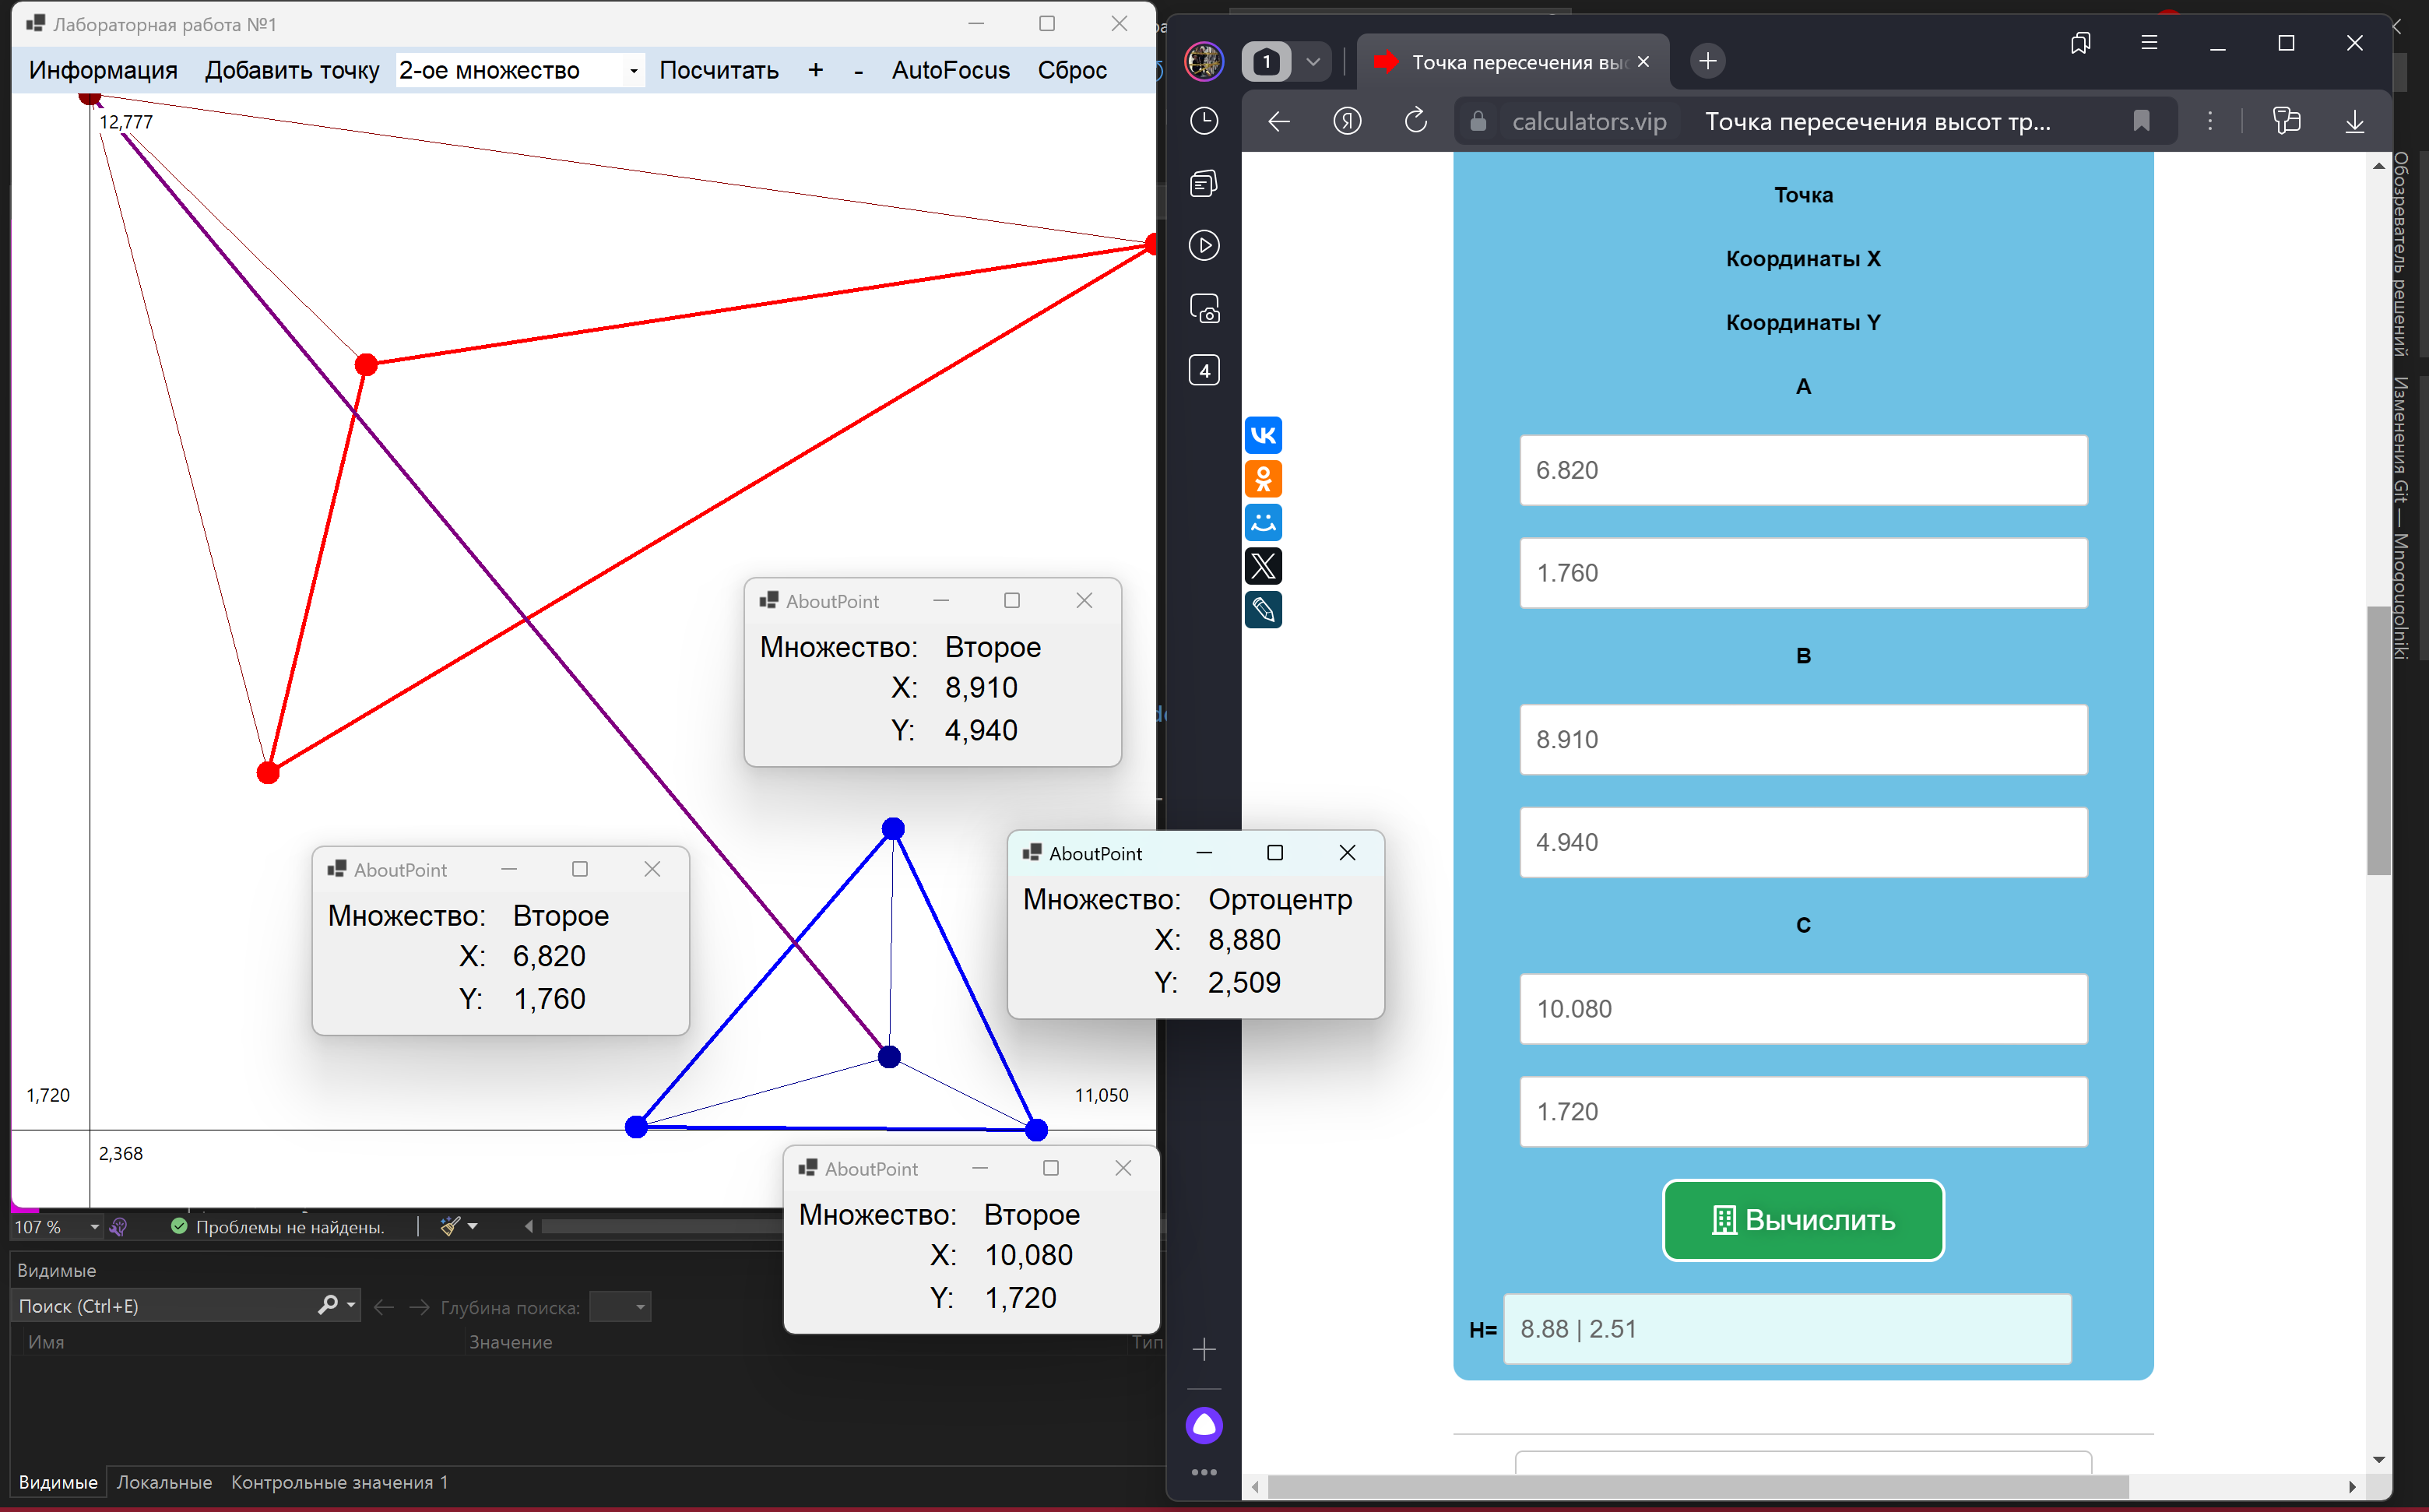 Лабораторная работа №1
Информация Добавить точку 2-ое множество Посчитать + - AutoFocus Сброс
12,777
1,720
2,368
11,050
AboutPoint
Множество: Второе
X: 8,910
Y: 4,940
AboutPoint
Множество: Второе
X: 6,820
Y: 1,760
AboutPoint
Множество: Ортоцентр
X: 8,880
Y: 2,509
AboutPoint
Множество: Второе
X: 10,080
Y: 1,720
107 % Проблемы не найдены.
Видимые
Поиск (Ctrl+E) Глубина поиска:
Имя Значение Тип
Видимые Локальные Контрольные значения 1
1 Точка пересечения выс
Я calculators.vip Точка пересечения высот тр...
4
Точка
Координаты X
Координаты Y
A
6.820
1.760
B
8.910
4.940
C
10.080
1.720
Вычислить
H= 8.88 | 2.51
Обозреватель решений
Изменения Git — Mnogougolniki